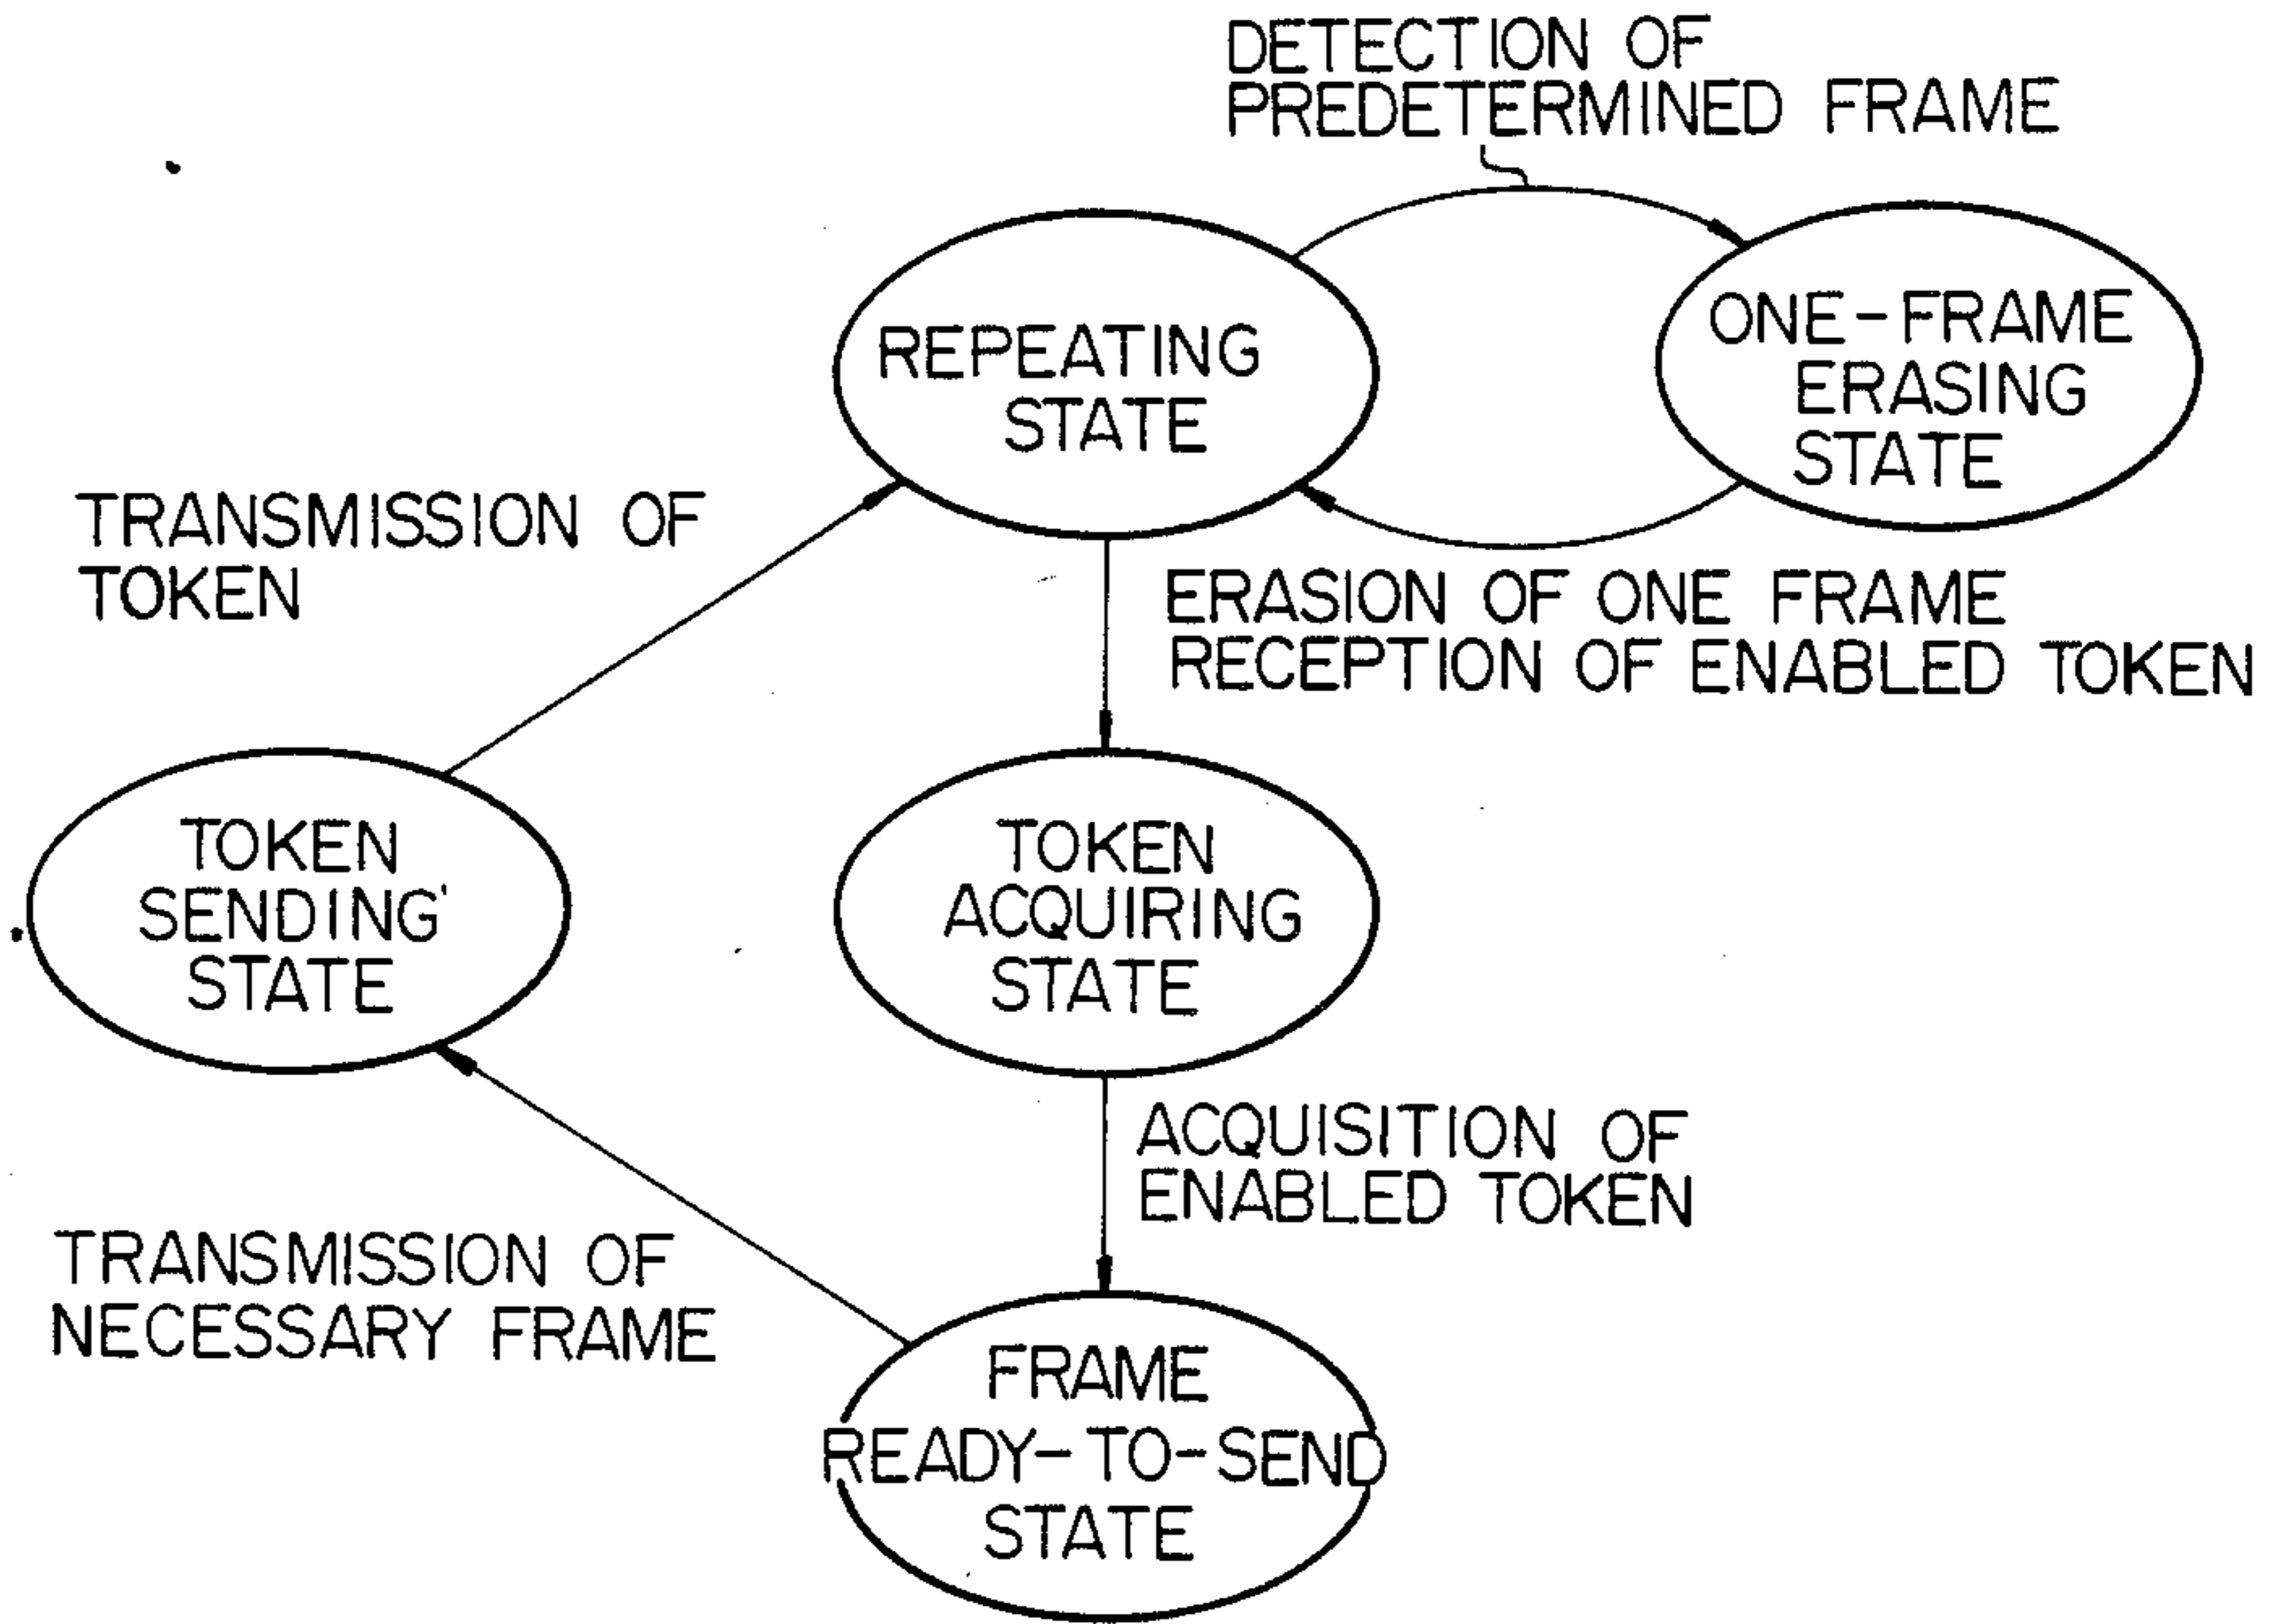 DETECTION OF
PREDETERMINED FRAME
REPEATING
STATE
ONE-FRAME
ERASING
STATE
TRANSMISSION OF
TOKEN
ERASION OF ONE FRAME
RECEPTION OF ENABLED TOKEN
TOKEN
SENDING
STATE
TOKEN
ACQUIRING
STATE
ACQUISITION OF
ENABLED TOKEN
TRANSMISSION OF
NECESSARY FRAME
FRAME
READY-TO-SEND
STATE